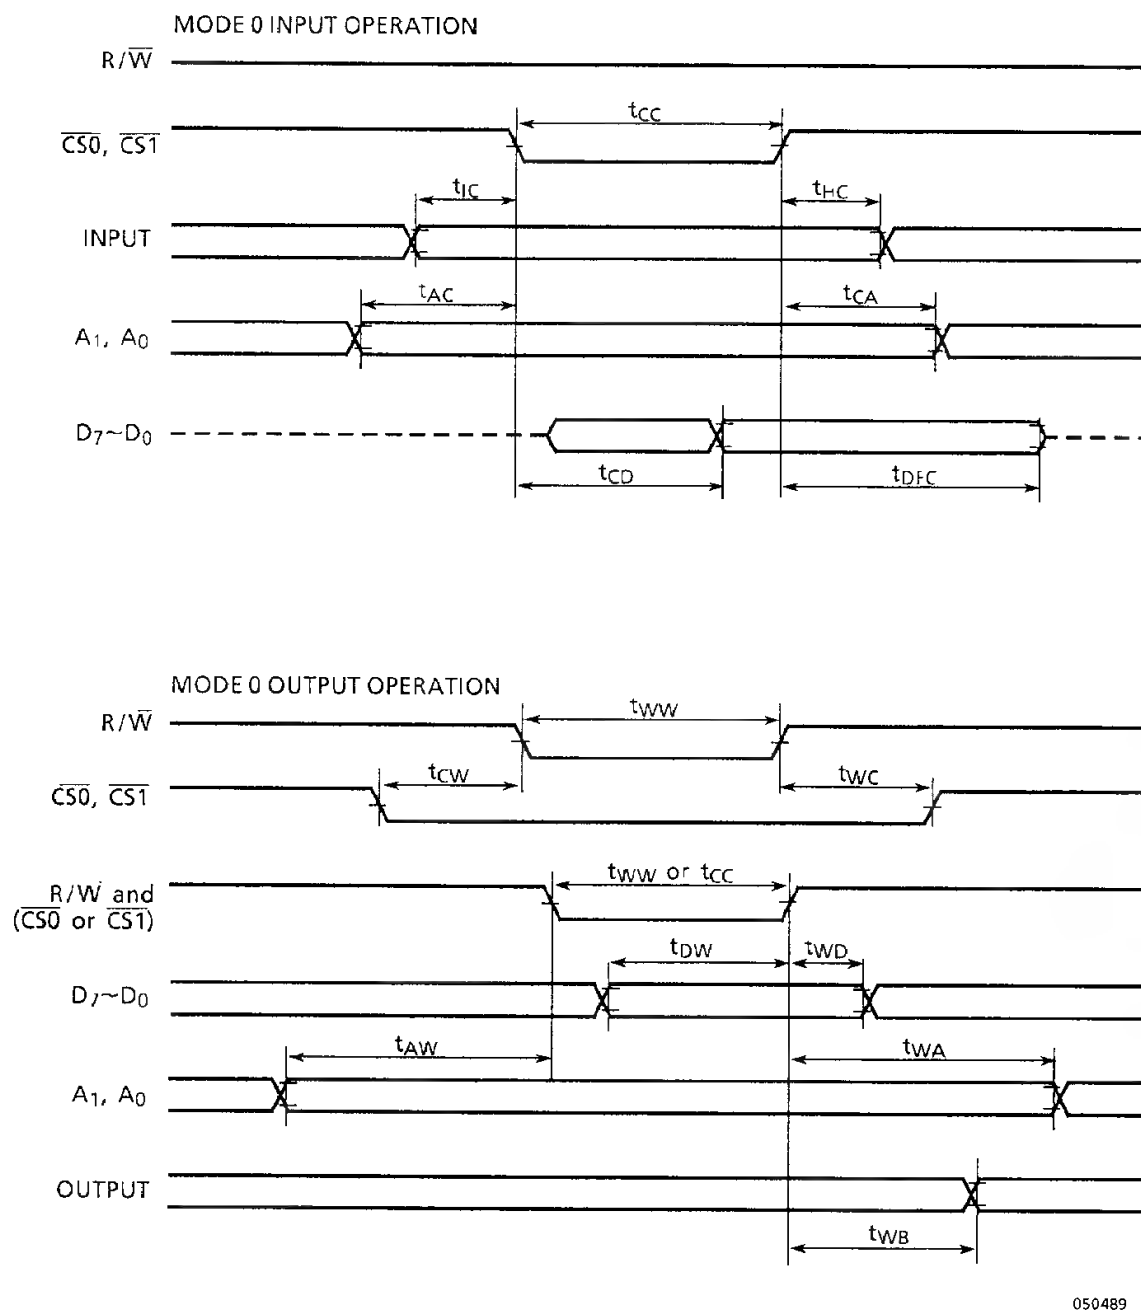 MODE 0 INPUT OPERATION
R/W̅
tCC
C̅S̅0̅, C̅S̅1̅
tIC
tHC
INPUT
tAC
tCA
A1, A0
D7~D0
tCD
tDFC
MODE 0 OUTPUT OPERATION
R/W̅
tWW
tCW
tWC
C̅S̅0̅, C̅S̅1̅
R/W̅ and
(C̅S̅0̅ or C̅S̅1̅)
tWW or tCC
tDW
tWD
D7~D0
tAW
tWA
A1, A0
OUTPUT
tWB
050489